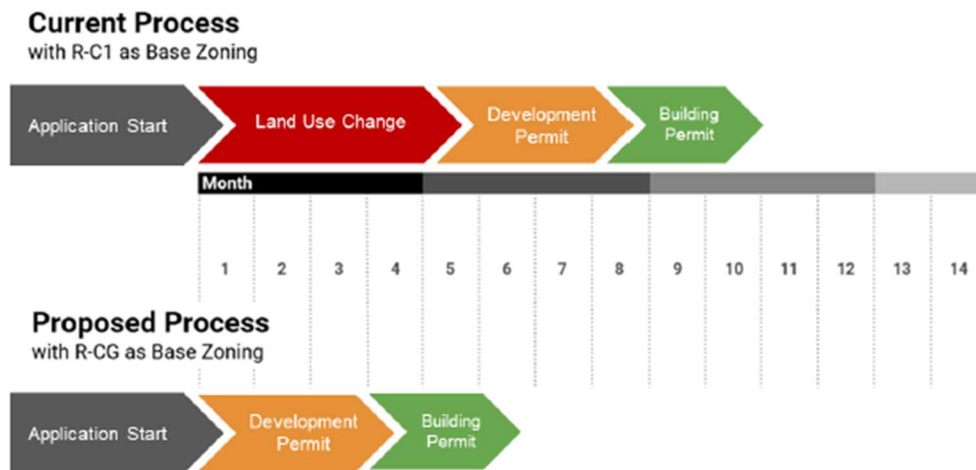 Current Process
with R-C1 as Base Zoning
Application Start
Land Use Change
Development
Permit
Building
Permit
Month
1 2 3 4 5 6 7 8 9 10 11 12 13 14
Proposed Process
with R-CG as Base Zoning
Application Start
Development
Permit
Building
Permit